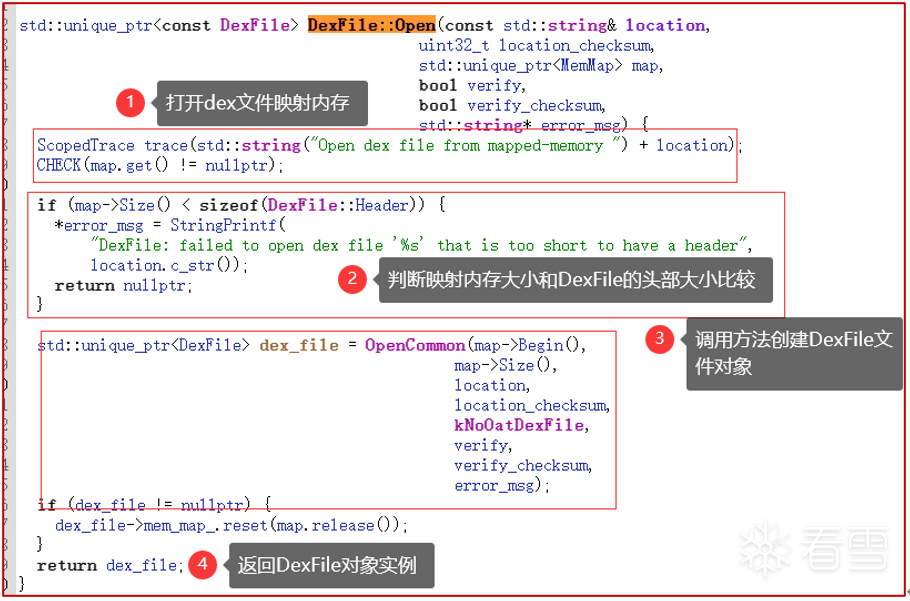 std::unique_ptr<const DexFile> DexFile::Open(const std::string& location,
uint32_t location_checksum,
std::unique_ptr<MemMap> map,
bool verify,
bool verify_checksum,
std::string* error_msg) {
1 打开dex文件映射内存
ScopedTrace trace(std::string("Open dex file from mapped-memory ") + location);
CHECK(map.get() != nullptr);
if (map->Size() < sizeof(DexFile::Header)) {
*error_msg = StringPrintf(
"DexFile: failed to open dex file '%s' that is too short to have a header",
location.c_str());
return nullptr;
}
2 判断映射内存大小和DexFile的头部大小比较
3 调用方法创建DexFile文
件对象
std::unique_ptr<DexFile> dex_file = OpenCommon(map->Begin(),
map->Size(),
location,
location_checksum,
kNoOatDexFile,
verify,
verify_checksum,
error_msg);
if (dex_file != nullptr) {
dex_file->mem_map_.reset(map.release());
}
return dex_file;
4 返回DexFile对象实例
}
看雪